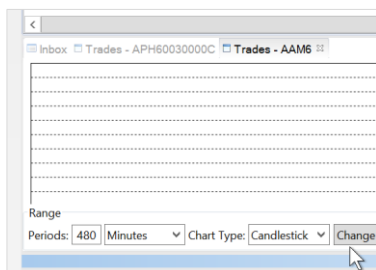 Inbox Trades - APH60030000C Trades - AAM6
Range
Periods: 480 Minutes Chart Type: Candlestick Change